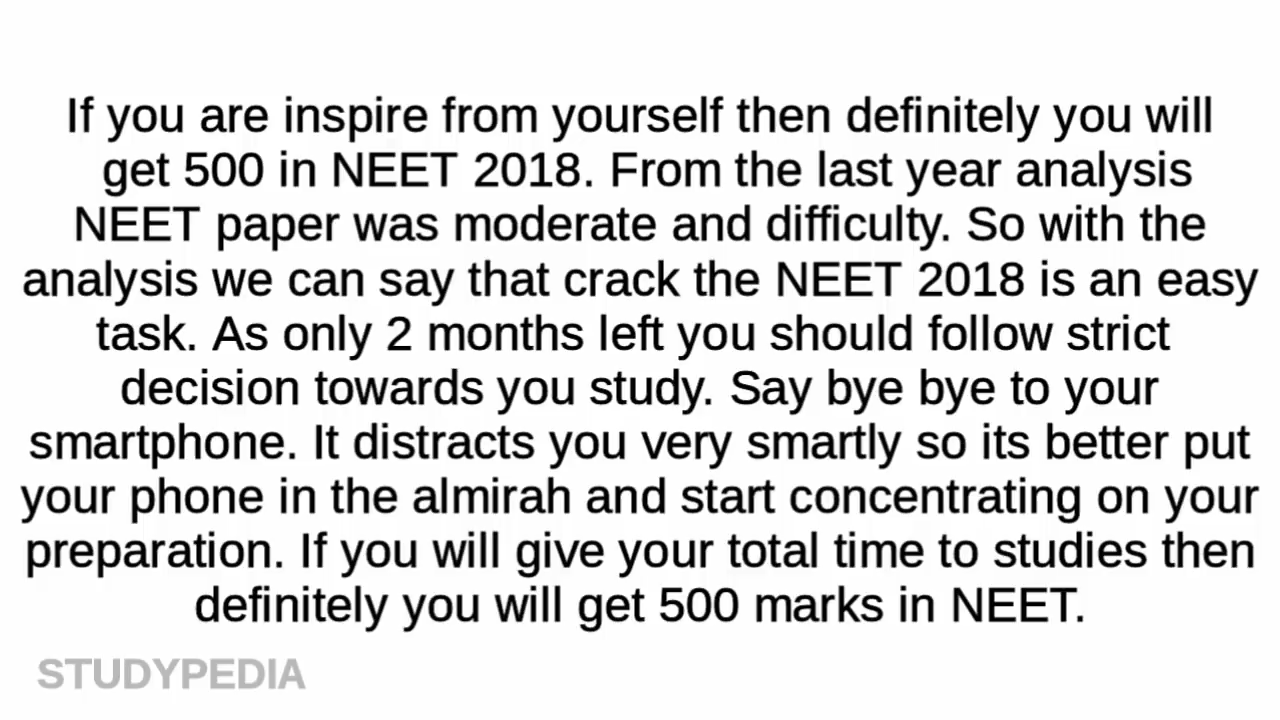 If you are inspire from yourself then definitely you will
get 500 in NEET 2018. From the last year analysis
NEET paper was moderate and difficulty. So with the
analysis we can say that crack the NEET 2018 is an easy
task. As only 2 months left you should follow strict
decision towards you study. Say bye bye to your
smartphone. It distracts you very smartly so its better put
your phone in the almirah and start concentrating on your
preparation. If you will give your total time to studies then
definitely you will get 500 marks in NEET.
STUDYPEDIA